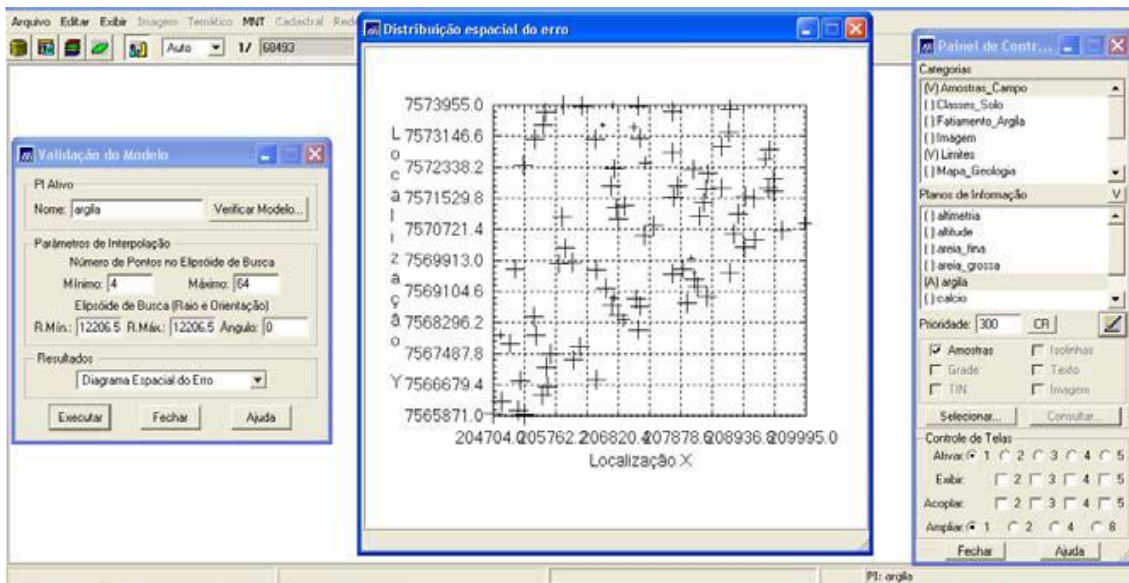 Arquivo Editar Exibir Imagem Temático MNT Cadastral Rede
Auto 1/ 60493
Validação do Modelo
PI Ativo
Nome: argila Verificar Modelo...
Parâmetros de Interpolação
Número de Pontos no Elipsóide de Busca
Mínimo: 4 Máximo: 64
Elipsóide de Busca (Raio e Orientação)
R.Mín.: 12206.5 R.Máx.: 12206.5 Ângulo: 0
Resultados
Diagrama Espacial do Erro
Executar Fechar Ajuda
Distribuição espacial do erro
Localização Y
7573955.0
7573146.6
7572338.2
7571529.8
7570721.4
7569913.0
7569104.6
7568296.2
7567487.8
7566679.4
7565871.0
204704.0 205762.2 206820.4 207878.6 208936.8 209995.0
Localização X
Painel de Contr...
Categorias
(V) Amostras_Campo
( ) Classes_Solo
( ) Fatiamento_Argila
( ) Imagem
(V) Limites
( ) Mapa_Geologia
Planos de Informação V
( ) altimetria
( ) altitude
( ) areia_fina
( ) areia_grossa
(A) argila
( ) calcio
Prioridade: 300 CR
Amostras Isolinhas
Grade Texto
TIN Imagem
Selecionar... Consultar...
Controle de Telas
Ativar: 1 2 3 4 5
Exibir: 2 3 4 5
Acoplar: 2 3 4 5
Ampliar: 1 2 4 8
Fechar Ajuda
PI: argila